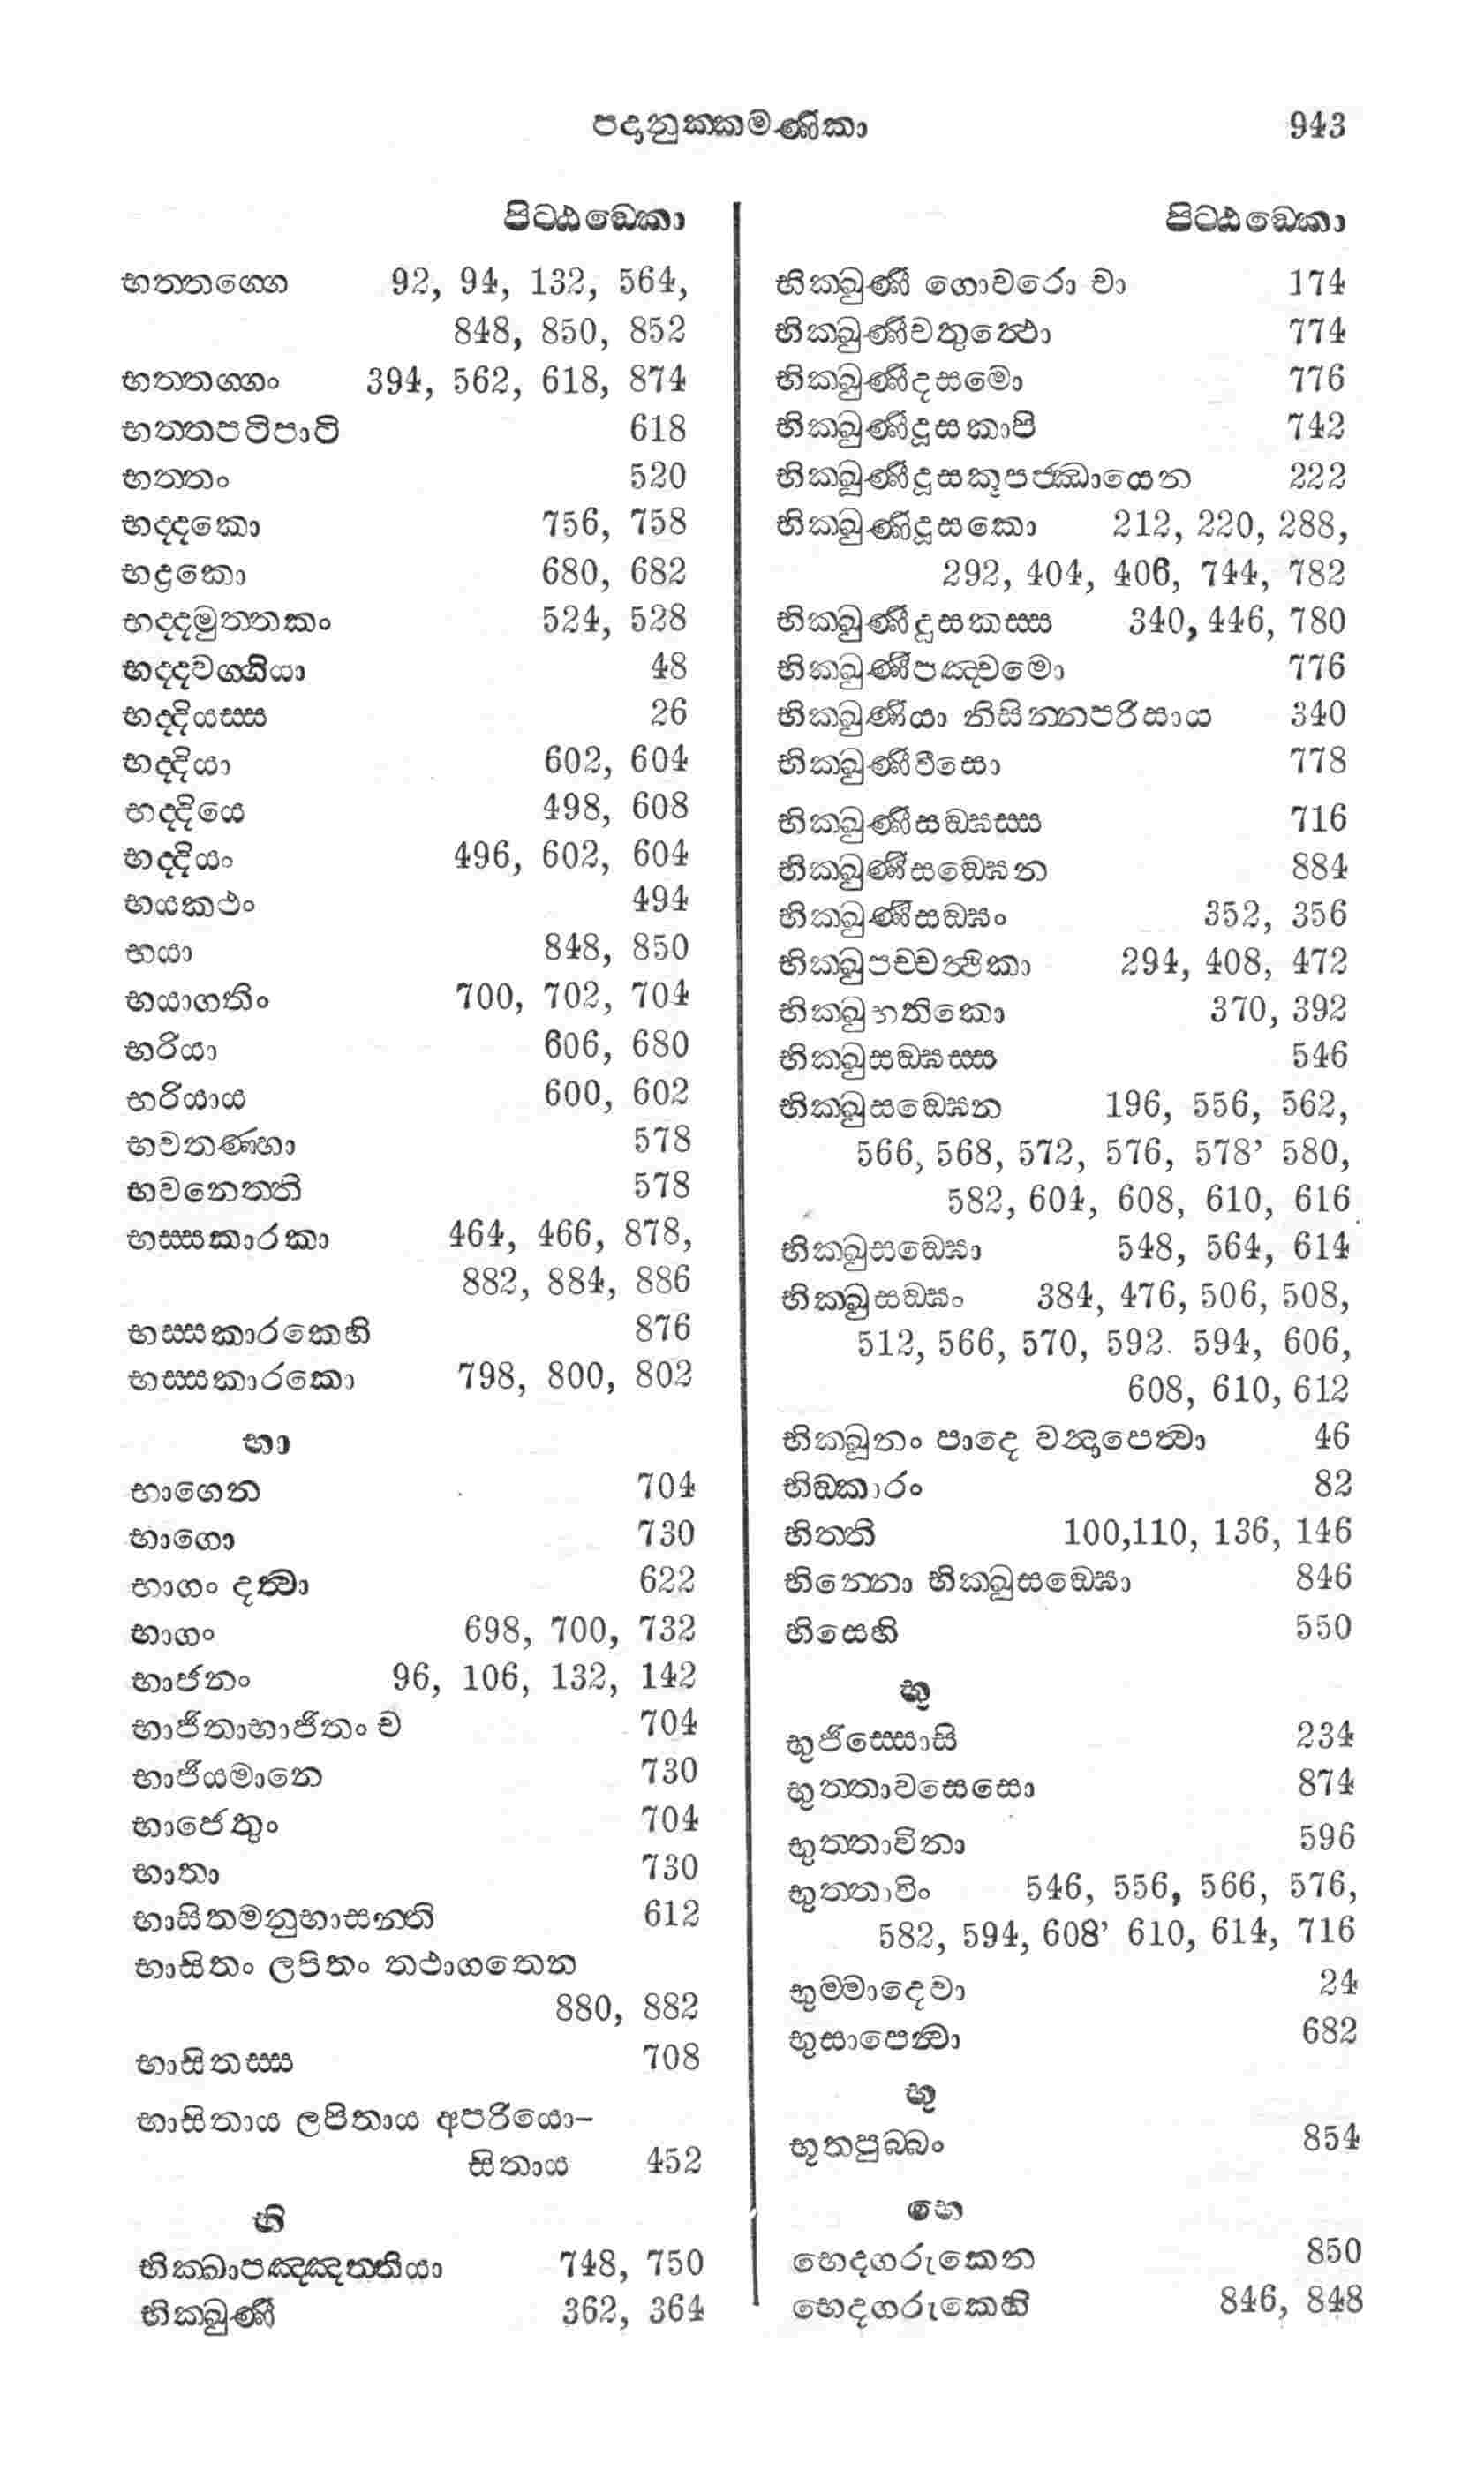 පදානුක්කමණිකා 943
පිට්ඨඞ්කො
භත්තග්ගෙ 92, 94, 132, 564,
848, 850, 852
භත්තග්ගං 394, 562, 618, 874
භත්තපටිපාටි 618
භත්තං 520
භද්දකො 756, 758
භද්‍රකො 680, 682
භද්දමුත්තකං 524, 528
භද්දවග්ගියා 48
භද්දියස්ස 26
භද්දියා 602, 604
භද්දියෙ 498, 608
භද්දියං 496, 602, 604
භයකථං 494
භයා 848, 850
භයාගතිං 700, 702, 704
භරියා 606, 680
භරියාය 600, 602
භවතණ්හා 578
භවනෙත්ති 578
භස්සකාරකා 464, 466, 878,
882, 884, 886
භස්සකාරකෙහි 876
භස්සකාරකො 798, 800, 802
භා
භාගෙන 704
භාගො 730
භාගං දත්‍වා 622
භාගං 698, 700, 732
භාජනං 96, 106, 132, 142
භාජිතාභාජිතං ච 704
භාජියමානෙ 730
භාජෙතුං 704
භාතා 730
භාසිතමනුභාසන්ති 612
භාසිතං ලපිතං තථාගතෙන
880, 882
භාසිතස්ස 708
භාසිතාය ලපිතාය අපරියො–
සිතාය 452
භි
භික්ඛාපඤ්ඤත්තියා 748, 750
භික්ඛුණී 362, 364
පිට්ඨඞ්කො
භික්ඛුණී ගොචරො වා 174
භික්ඛුණීචතුත්‍ථො 774
භික්ඛුණීදසමො 776
භික්ඛුණීදූසකාපි 742
භික්ඛුණීදූසකූපජ්ඣායෙන 222
භික්ඛුණීදූසකො 212, 220, 288,
292, 404, 406, 744, 782
භික්ඛුණීදූසකස්ස 340, 446, 780
භික්ඛුණීපඤ්චමො 776
භික්ඛුණීයා නිසින්නපරිසාය 340
භික්ඛුණීවීසො 778
භික්ඛුණීසඞ්ඝස්ස 716
භික්ඛුණීසඞ්ඝෙන 884
භික්ඛුණීසඞ්ඝං 352, 356
භික්ඛුපච්චත්‍ථිකා 294, 408, 472
භික්ඛුගතිකො 370, 392
භික්ඛුසඞ්ඝස්ස 546
භික්ඛුසඞ්ඝෙන 196, 556, 562,
566, 568, 572, 576, 578’ 580,
582, 604, 608, 610, 616
භික්ඛුසඞ්ඝො 548, 564, 614
භික්ඛුසඞ්ඝං 384, 476, 506, 508,
512, 566, 570, 592. 594, 606,
608, 610, 612
භික්ඛූනං පාදෙ වන්‍දාපෙත්‍වා 46
භිඞ්කාරං 82
භිත්ති 100,110, 136, 146
භින්නො භික්ඛුසඞ්ඝො 846
භිසෙහි 550
භු
භුජිස්සොසි 234
භුත්තාවසෙසො 874
භුත්තාවිනා 596
භුත්තාවිං 546, 556, 566, 576,
582, 594, 608’ 610, 614, 716
භුම්මාදෙවා 24
භුසාපෙත්‍වා 682
භූ
භූතපුබ්බං 854
භෙ
භෙදගරුකෙන 850
භෙදගරුකෙහි 846, 848